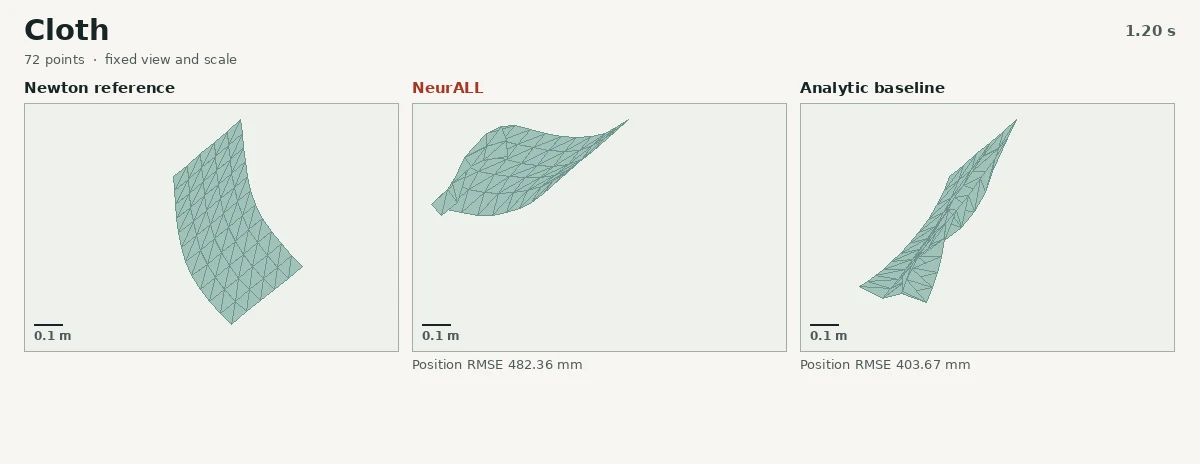 Cloth
1.20 s
72 points · fixed view and scale
Newton reference
NeurALL
Analytic baseline
0.1 m
0.1 m
0.1 m
Position RMSE 482.36 mm
Position RMSE 403.67 mm